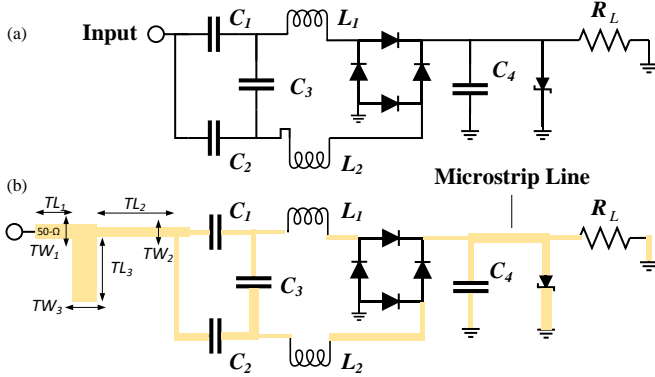 (a)
Input
C1
L1
RL
C3
C4
C2
L2
(b)
Microstrip Line
TL1
TL2
C1
L1
RL
50-Ω
TW1
TW2
TL3
C3
C4
TW3
C2
L2